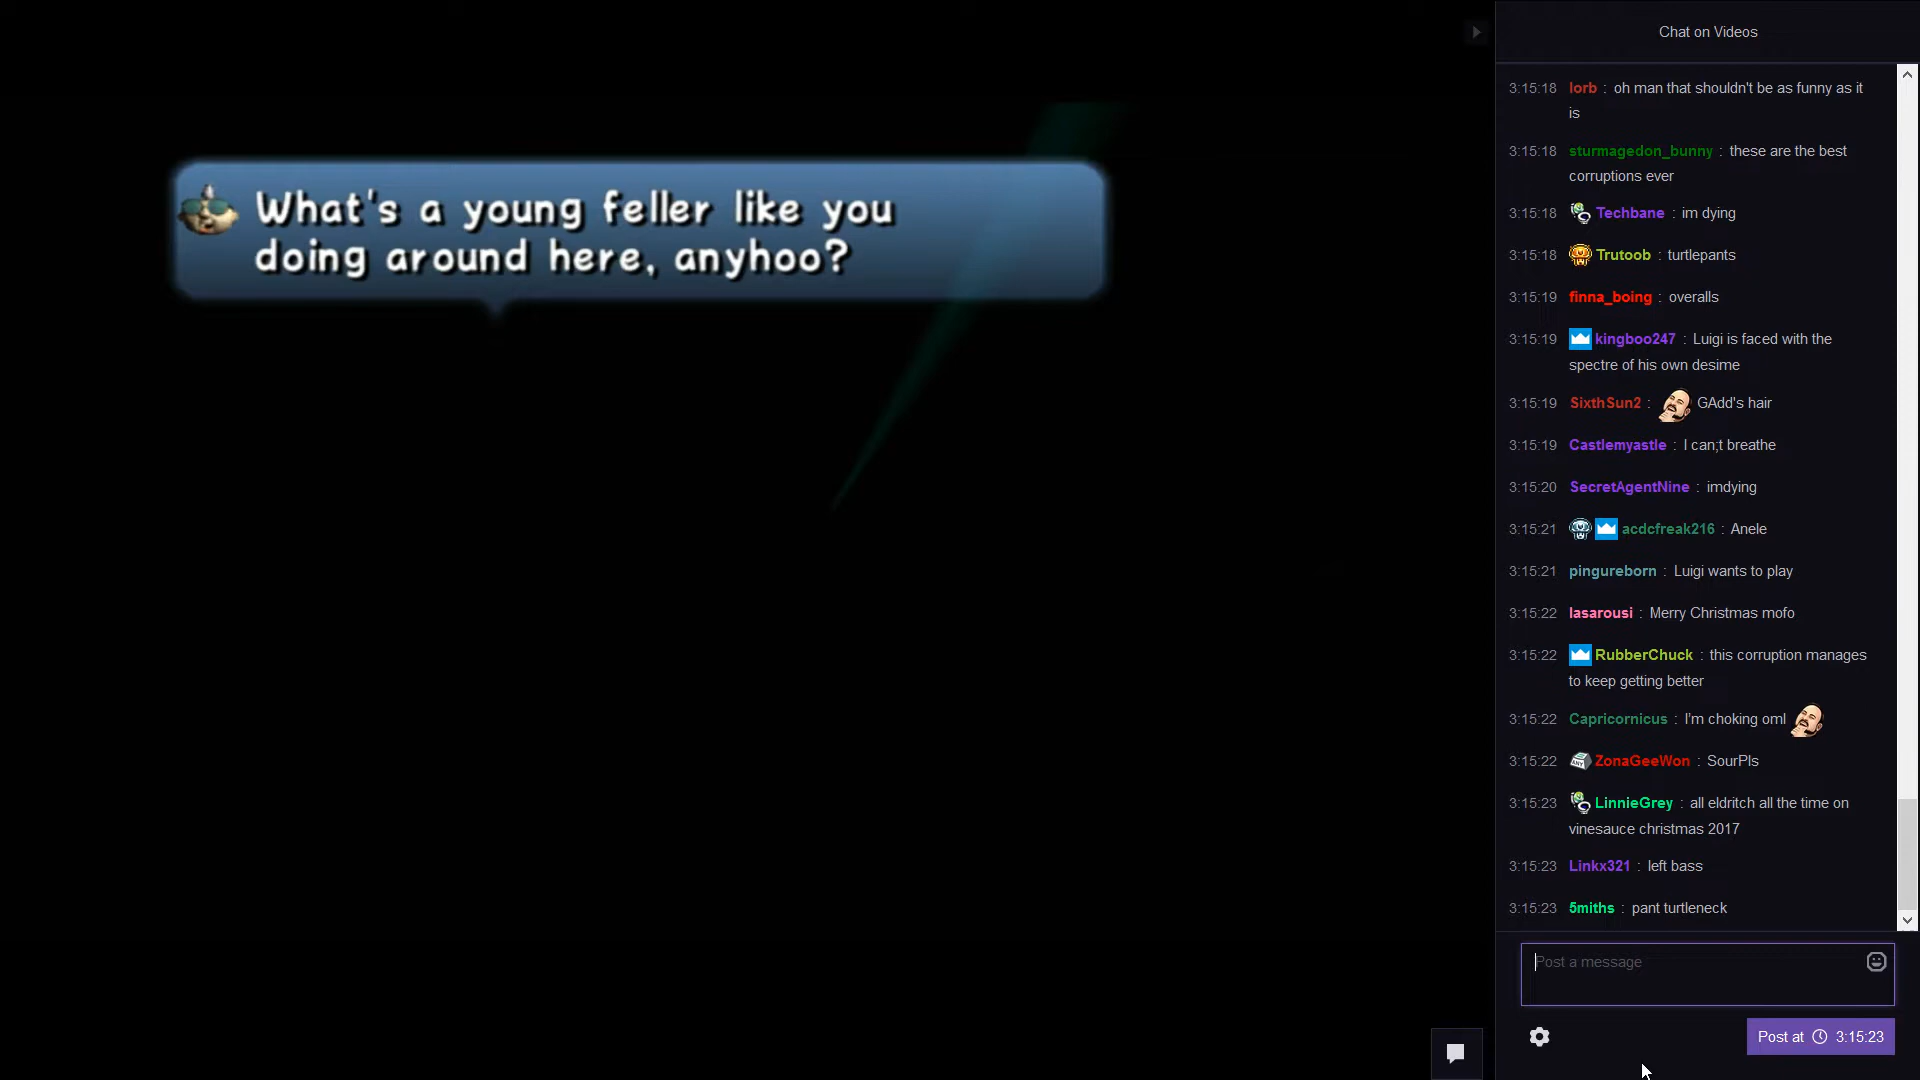 What's a young feller like you
doing around here, anyhoo?
Chat on Videos
3:15:18 lorb : oh man that shouldn't be as funny as it
is
3:15:18 sturmagedon_bunny : these are the best
corruptions ever
3:15:18 Techbane : im dying
3:15:18 Trutoob : turtlepants
3:15:19 finna_boing : overalls
3:15:19 kingboo247 : Luigi is faced with the
spectre of his own desime
3:15:19 SixthSun2 : GAdd's hair
3:15:19 Castlemyastle : I can;t breathe
3:15:20 SecretAgentNine : imdying
3:15:21 acdcfreak216 : Anele
3:15:21 pingureborn : Luigi wants to play
3:15:22 lasarousi : Merry Christmas mofo
3:15:22 RubberChuck : this corruption manages
to keep getting better
3:15:22 Capricornicus : I'm choking oml
3:15:22 ZonaGeeWon : SourPls
3:15:23 LinnieGrey : all eldritch all the time on
vinesauce christmas 2017
3:15:23 Linkx321 : left bass
3:15:23 5miths : pant turtleneck
Post a message
Post at 3:15:23